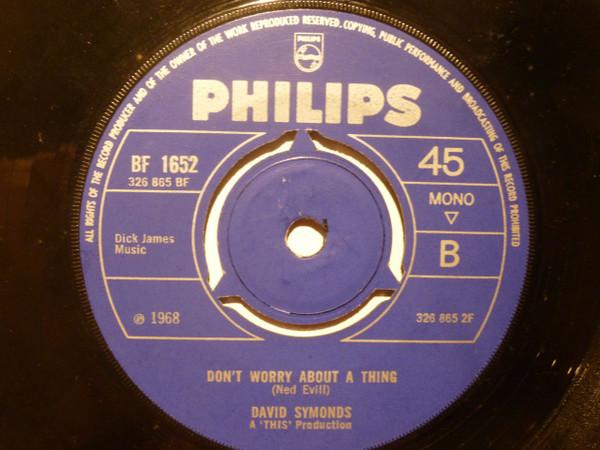 ALL RIGHTS OF THE RECORD PRODUCER AND OF THE OWNER OF THE WORK REPRODUCED RESERVED. COPYING, PUBLIC PERFORMANCE AND BROADCASTING OF THIS RECORD PROHIBITED
PHILIPS
PHILIPS
BF 1652
326 865 BF
45
MONO
Dick James
Music
B
℗ 1968
326 865 2F
DON'T WORRY ABOUT A THING
(Ned Evill)
DAVID SYMONDS
A 'THIS' Production